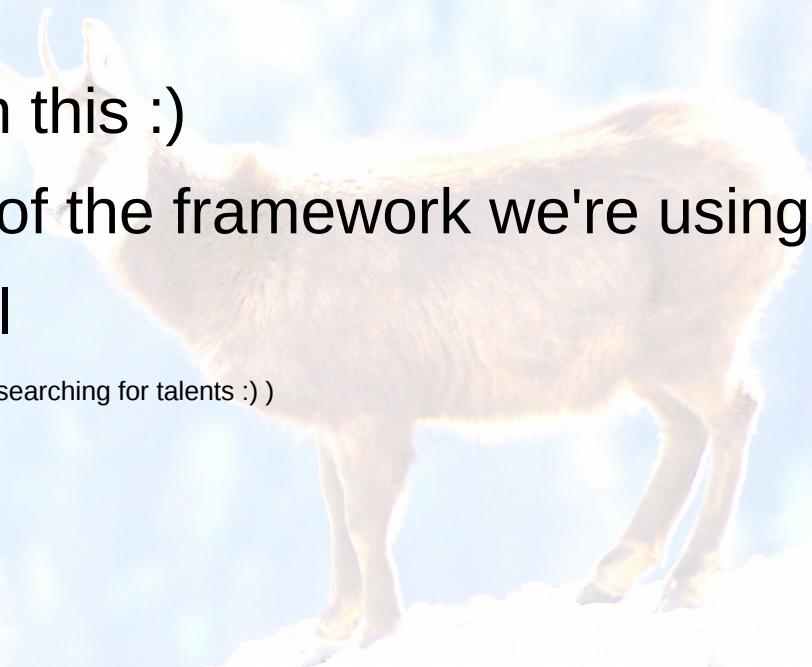 n this :)
of the framework we're using
l
searching for talents :) )